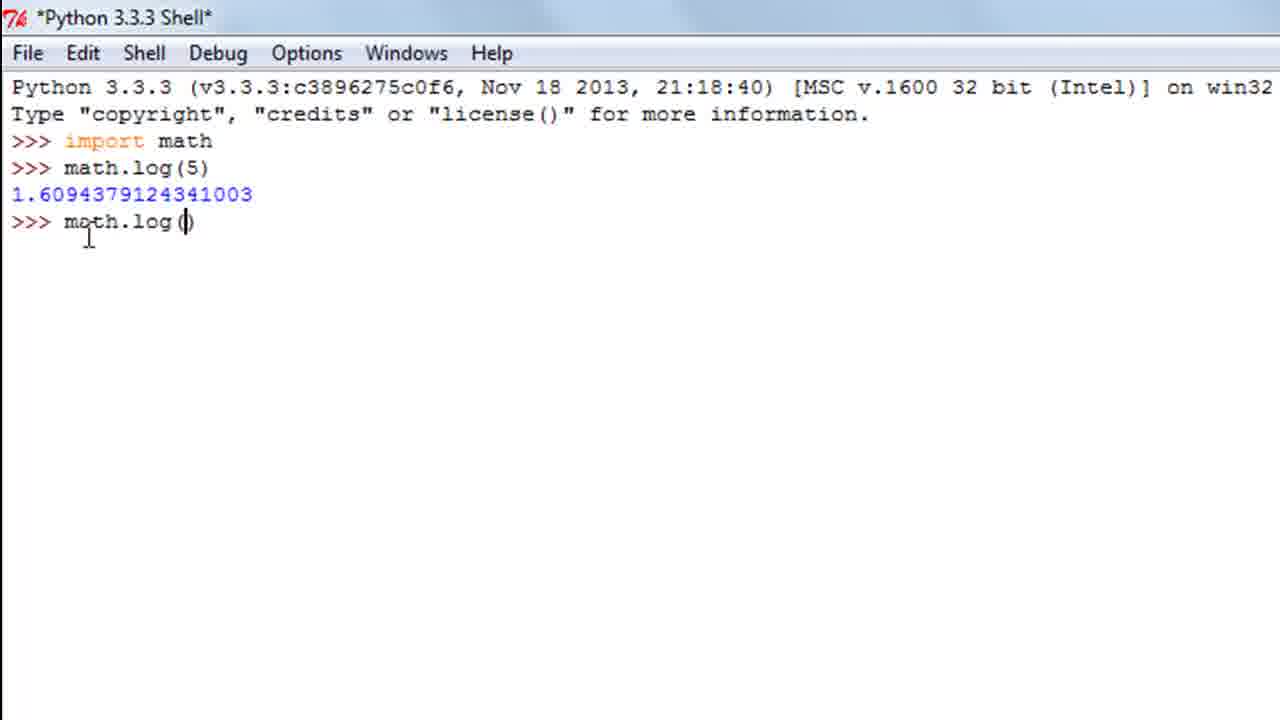 *Python 3.3.3 Shell*
File Edit Shell Debug Options Windows Help
Python 3.3.3 (v3.3.3:c3896275c0f6, Nov 18 2013, 21:18:40) [MSC v.1600 32 bit (Intel)] on win32
Type "copyright", "credits" or "license()" for more information.
>>> import math
>>> math.log(5)
1.6094379124341003
>>> math.log()